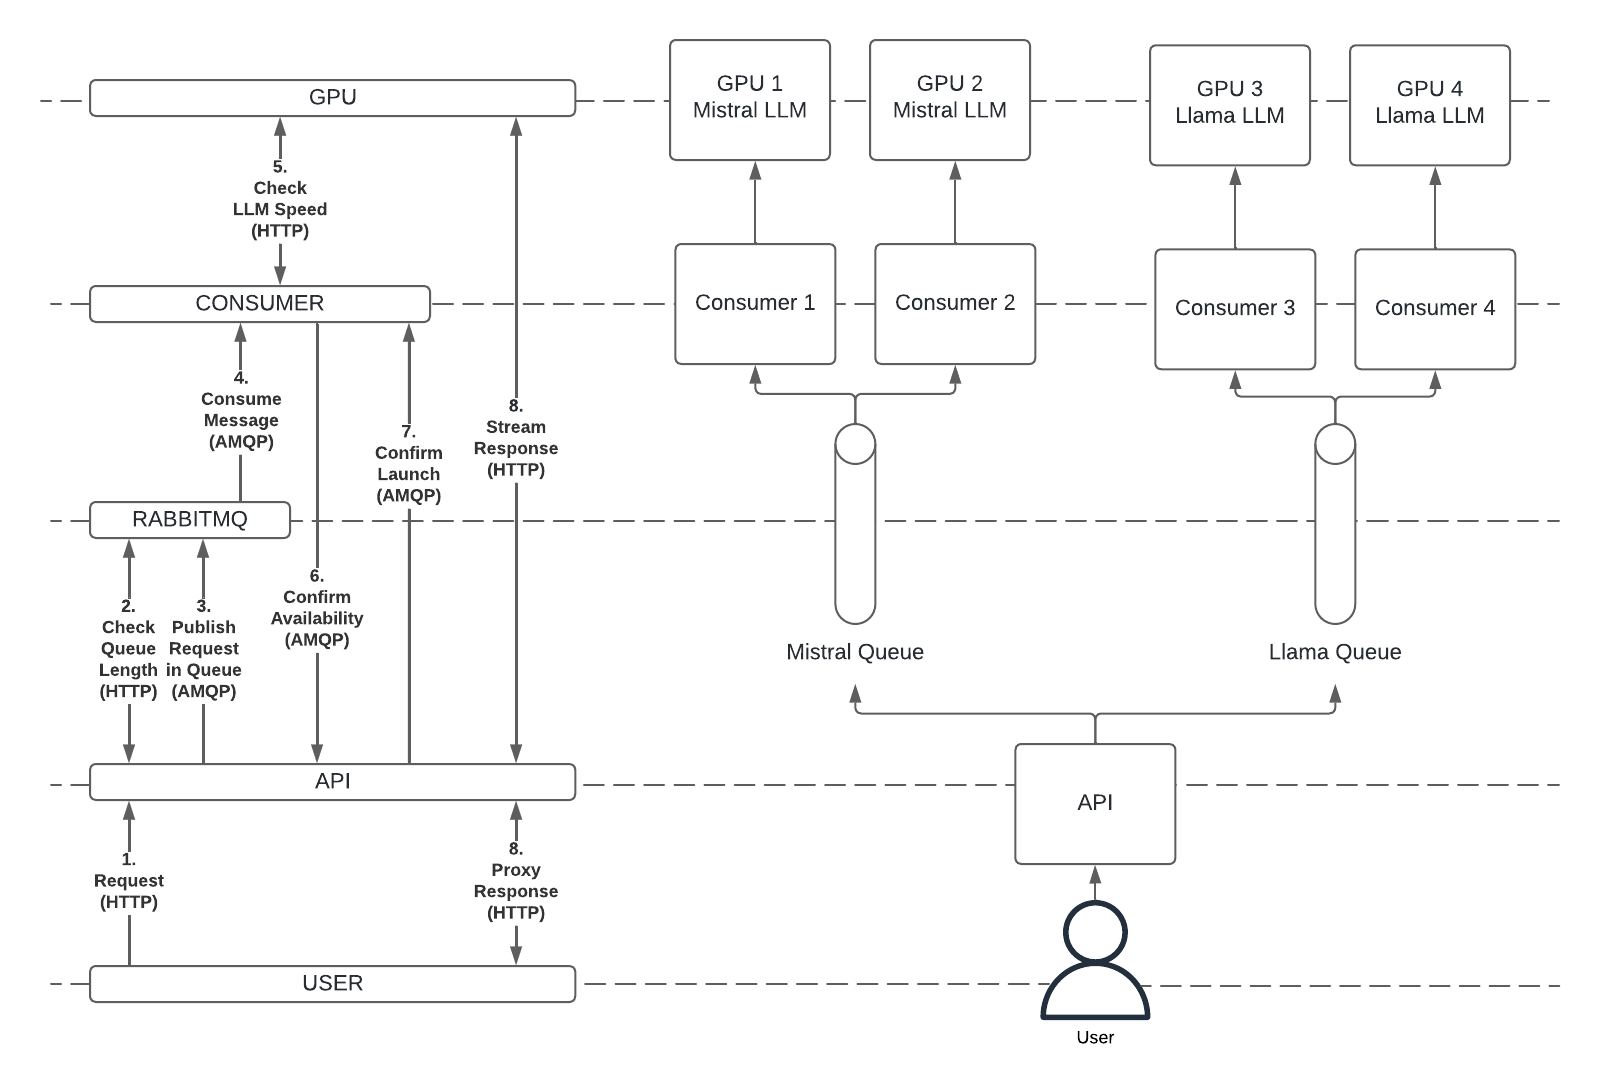 GPU
5.
Check
LLM Speed
(HTTP)
CONSUMER
4.
Consume
Message
(AMQP)
7.
Confirm
Launch
(AMQP)
8.
Stream
Response
(HTTP)
RABBITMQ
2.
Check
Queue
Length
(HTTP)
3.
Publish
Request
in Queue
(AMQP)
6.
Confirm
Availability
(AMQP)
API
1.
Request
(HTTP)
8.
Proxy
Response
(HTTP)
USER
GPU 1
Mistral LLM
GPU 2
Mistral LLM
GPU 3
Llama LLM
GPU 4
Llama LLM
Consumer 1
Consumer 2
Consumer 3
Consumer 4
Mistral Queue
Llama Queue
API
User